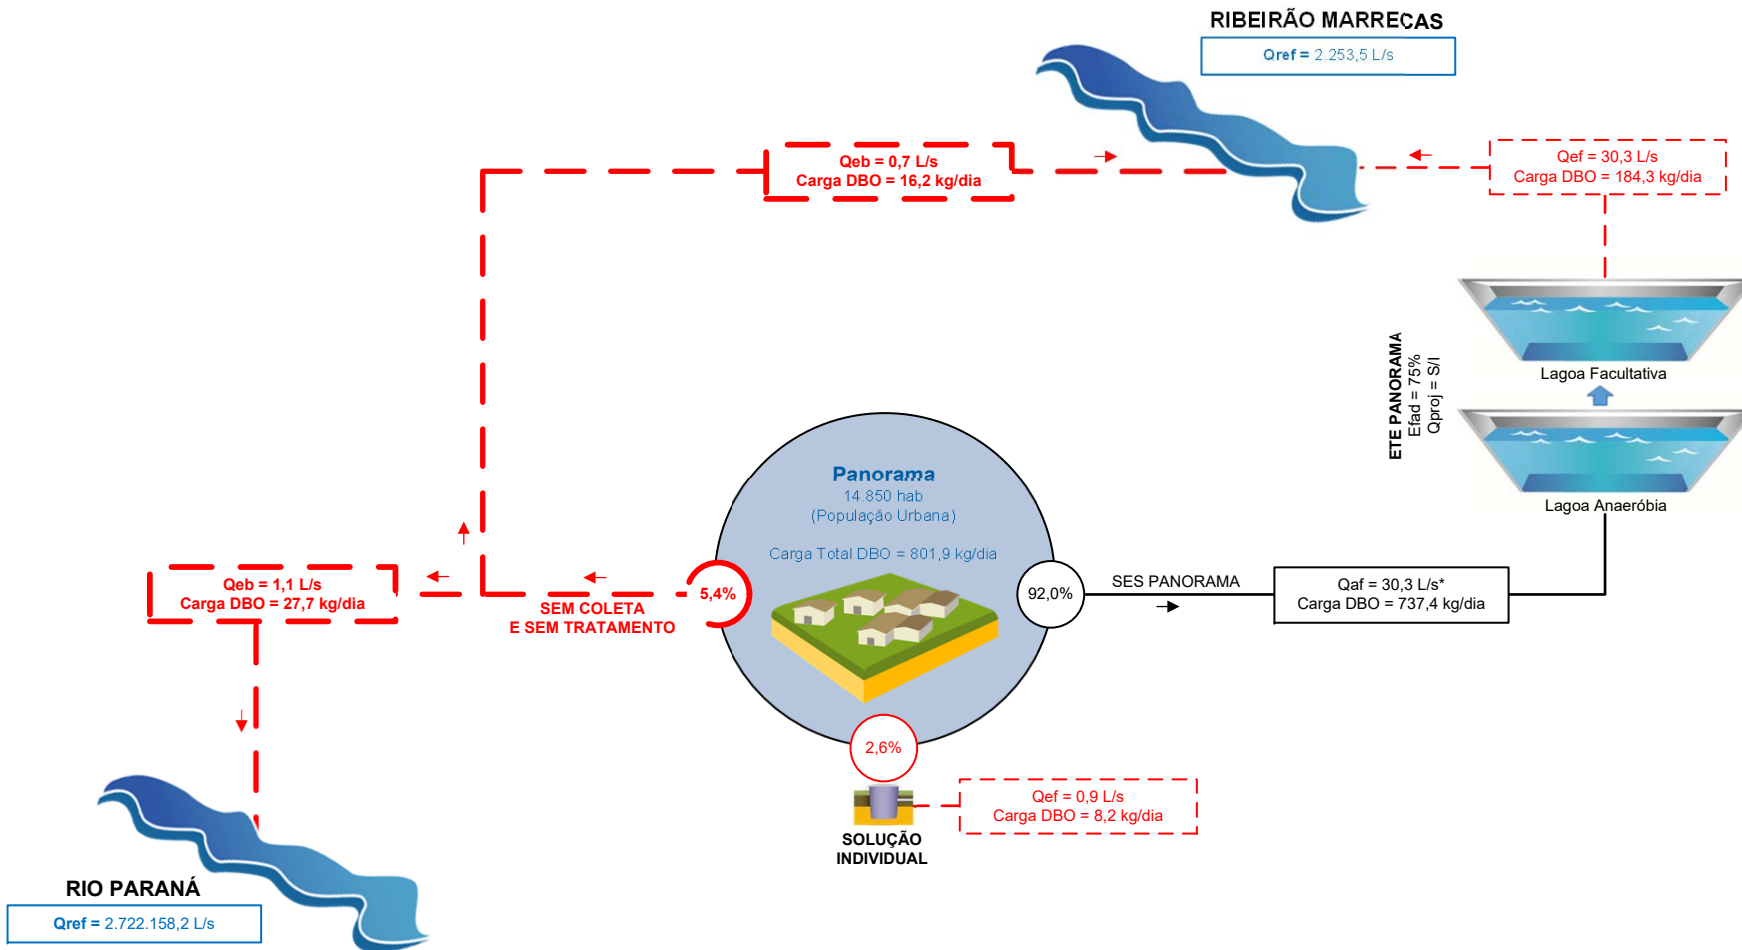 RIBEIRÃO MARRECAS
Qref = 2.253,5 L/s
Qeb = 0,7 L/s
Carga DBO = 16,2 kg/dia
Qef = 30,3 L/s
Carga DBO = 184,3 kg/dia
ETE PANORAMA
Efad = 75%
Qproj = S/I
Lagoa Facultativa
Lagoa Anaeróbia
Panorama
14.850 hab
(População Urbana)
Carga Total DBO = 801,9 kg/dia
Qeb = 1,1 L/s
Carga DBO = 27,7 kg/dia
SEM COLETA
E SEM TRATAMENTO
5,4%
92,0%
SES PANORAMA
Qaf = 30,3 L/s*
Carga DBO = 737,4 kg/dia
2,6%
SOLUÇÃO
INDIVIDUAL
Qef = 0,9 L/s
Carga DBO = 8,2 kg/dia
RIO PARANÁ
Qref = 2.722.158,2 L/s